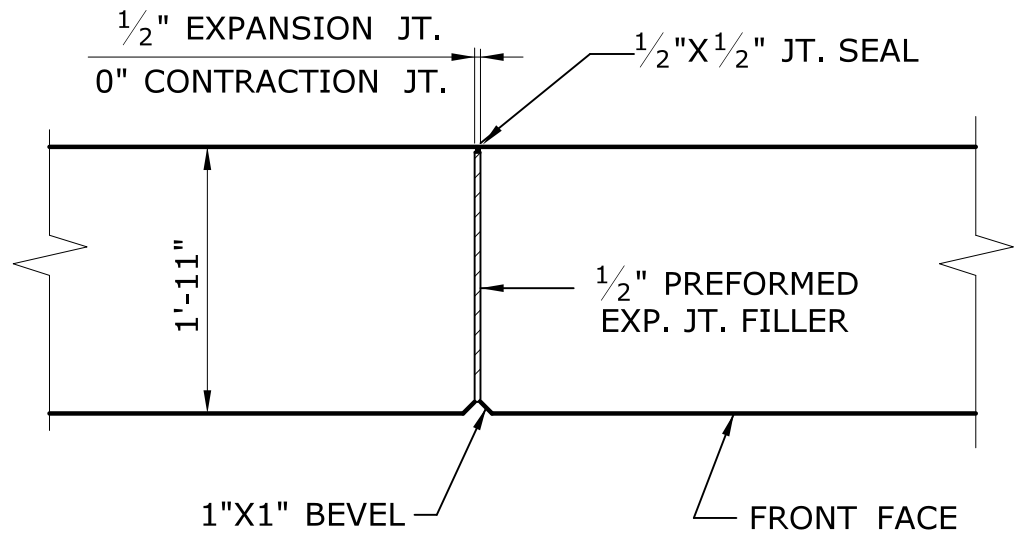 ½" EXPANSION JT.
0" CONTRACTION JT.
½"X½" JT. SEAL
1'-11"
½" PREFORMED
EXP. JT. FILLER
1"X1" BEVEL
FRONT FACE